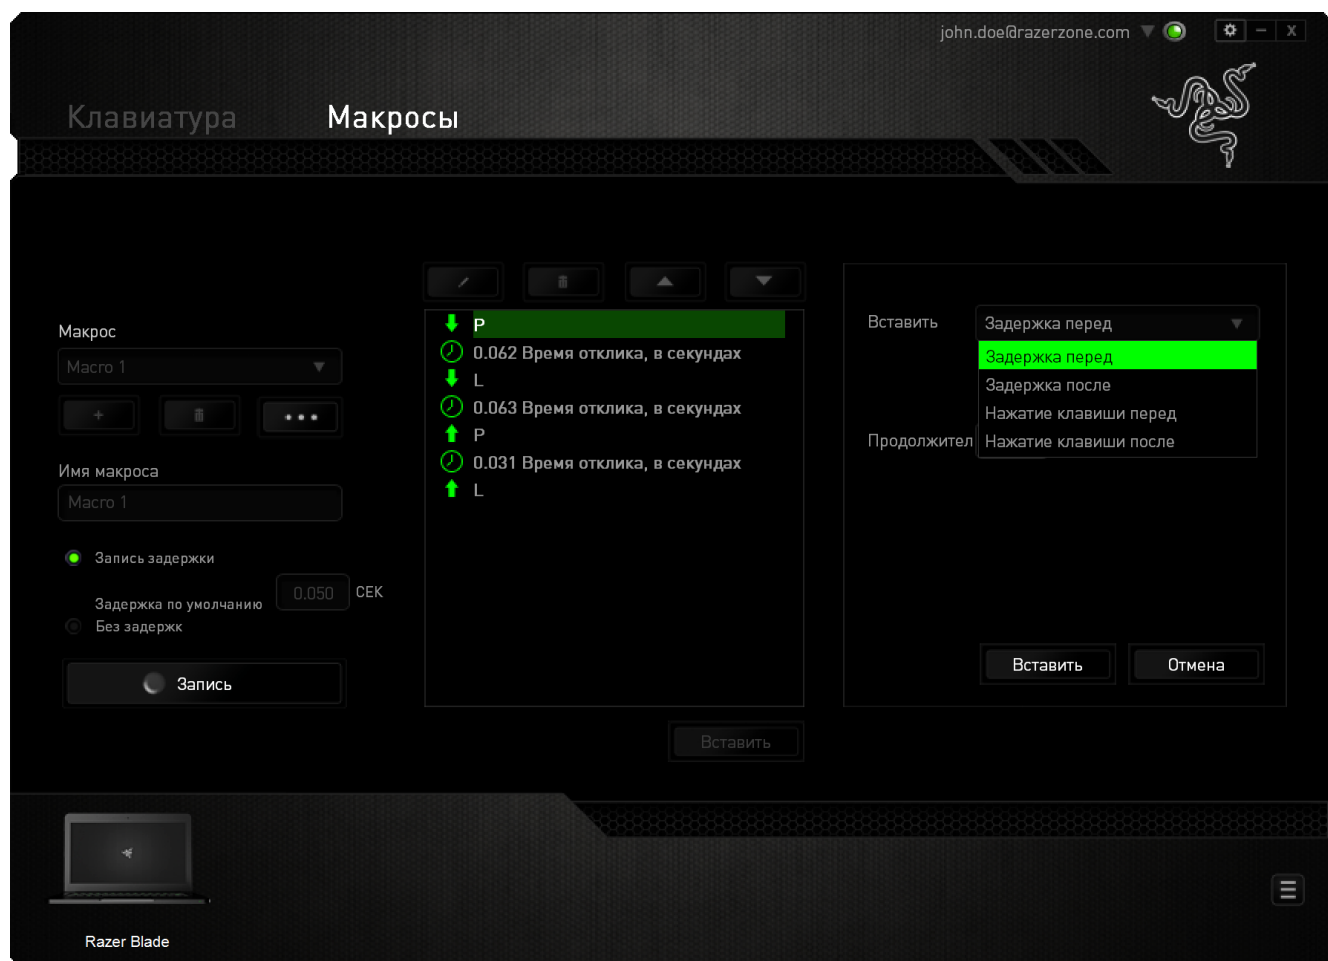 john.doe@razerzone.com
X
Клавиатура
Макросы
Макрос
Macro 1
Имя макроса
Macro 1
Запись задержки
Задержка по умолчанию
0.050 СЕК
Без задержк
Запись
P
0.062 Время отклика, в секундах
L
0.063 Время отклика, в секундах
P
0.031 Время отклика, в секундах
L
Вставить
Вставить
Задержка перед
Задержка перед
Задержка после
Нажатие клавиши перед
Продолжител
Нажатие клавиши после
Вставить
Отмена
Razer Blade